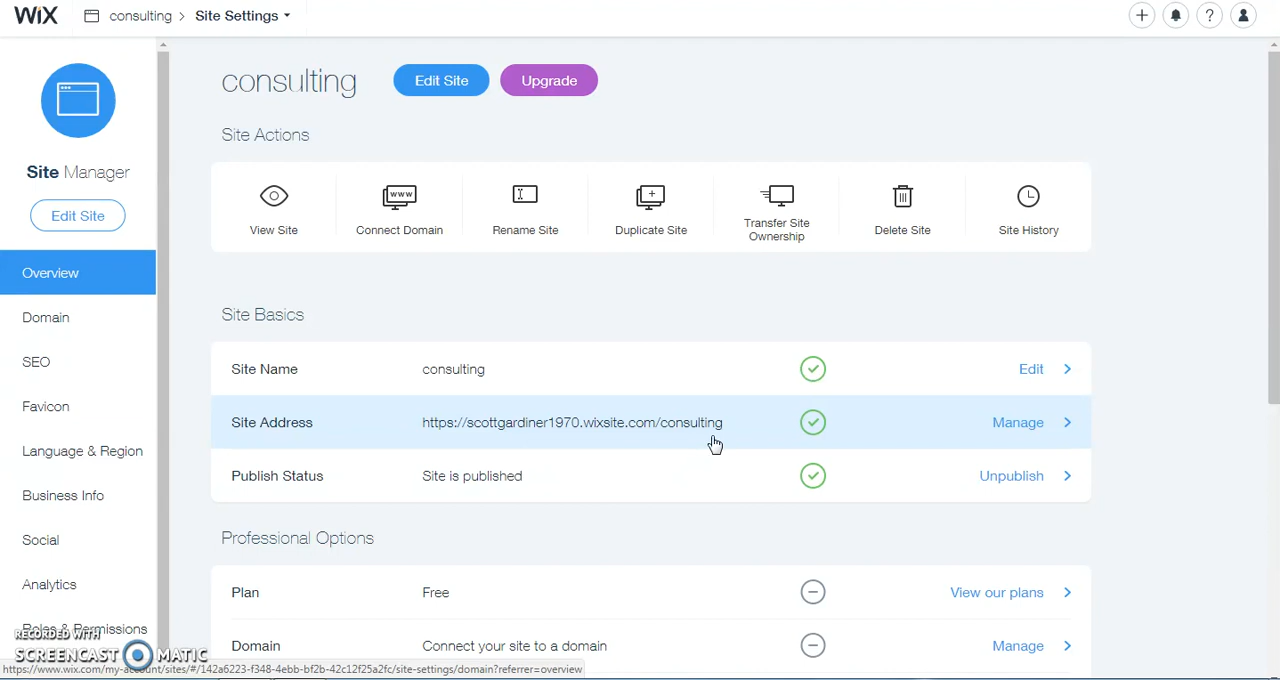 WiX consulting > Site Settings
?
consulting Edit Site Upgrade
Site Actions
Site Manager
Edit Site
www
View Site Connect Domain Rename Site Duplicate Site Transfer Site Ownership Delete Site Site History
Overview
Domain
SEO
Favicon
Language & Region
Business Info
Social
Analytics
Roles & Permissions
Site Basics
Site Name consulting Edit >
Site Address https://scottgardiner1970.wixsite.com/consulting Manage >
Publish Status Site is published Unpublish >
Professional Options
Plan Free View our plans >
Domain Connect your site to a domain Manage >
RECORDED WITH
SCREENCAST MATIC
https://www.wix.com/my-account/sites/#/142a6223-f348-4ebb-bf2b-42c12f25a2fc/site-settings/domain?referrer=overview